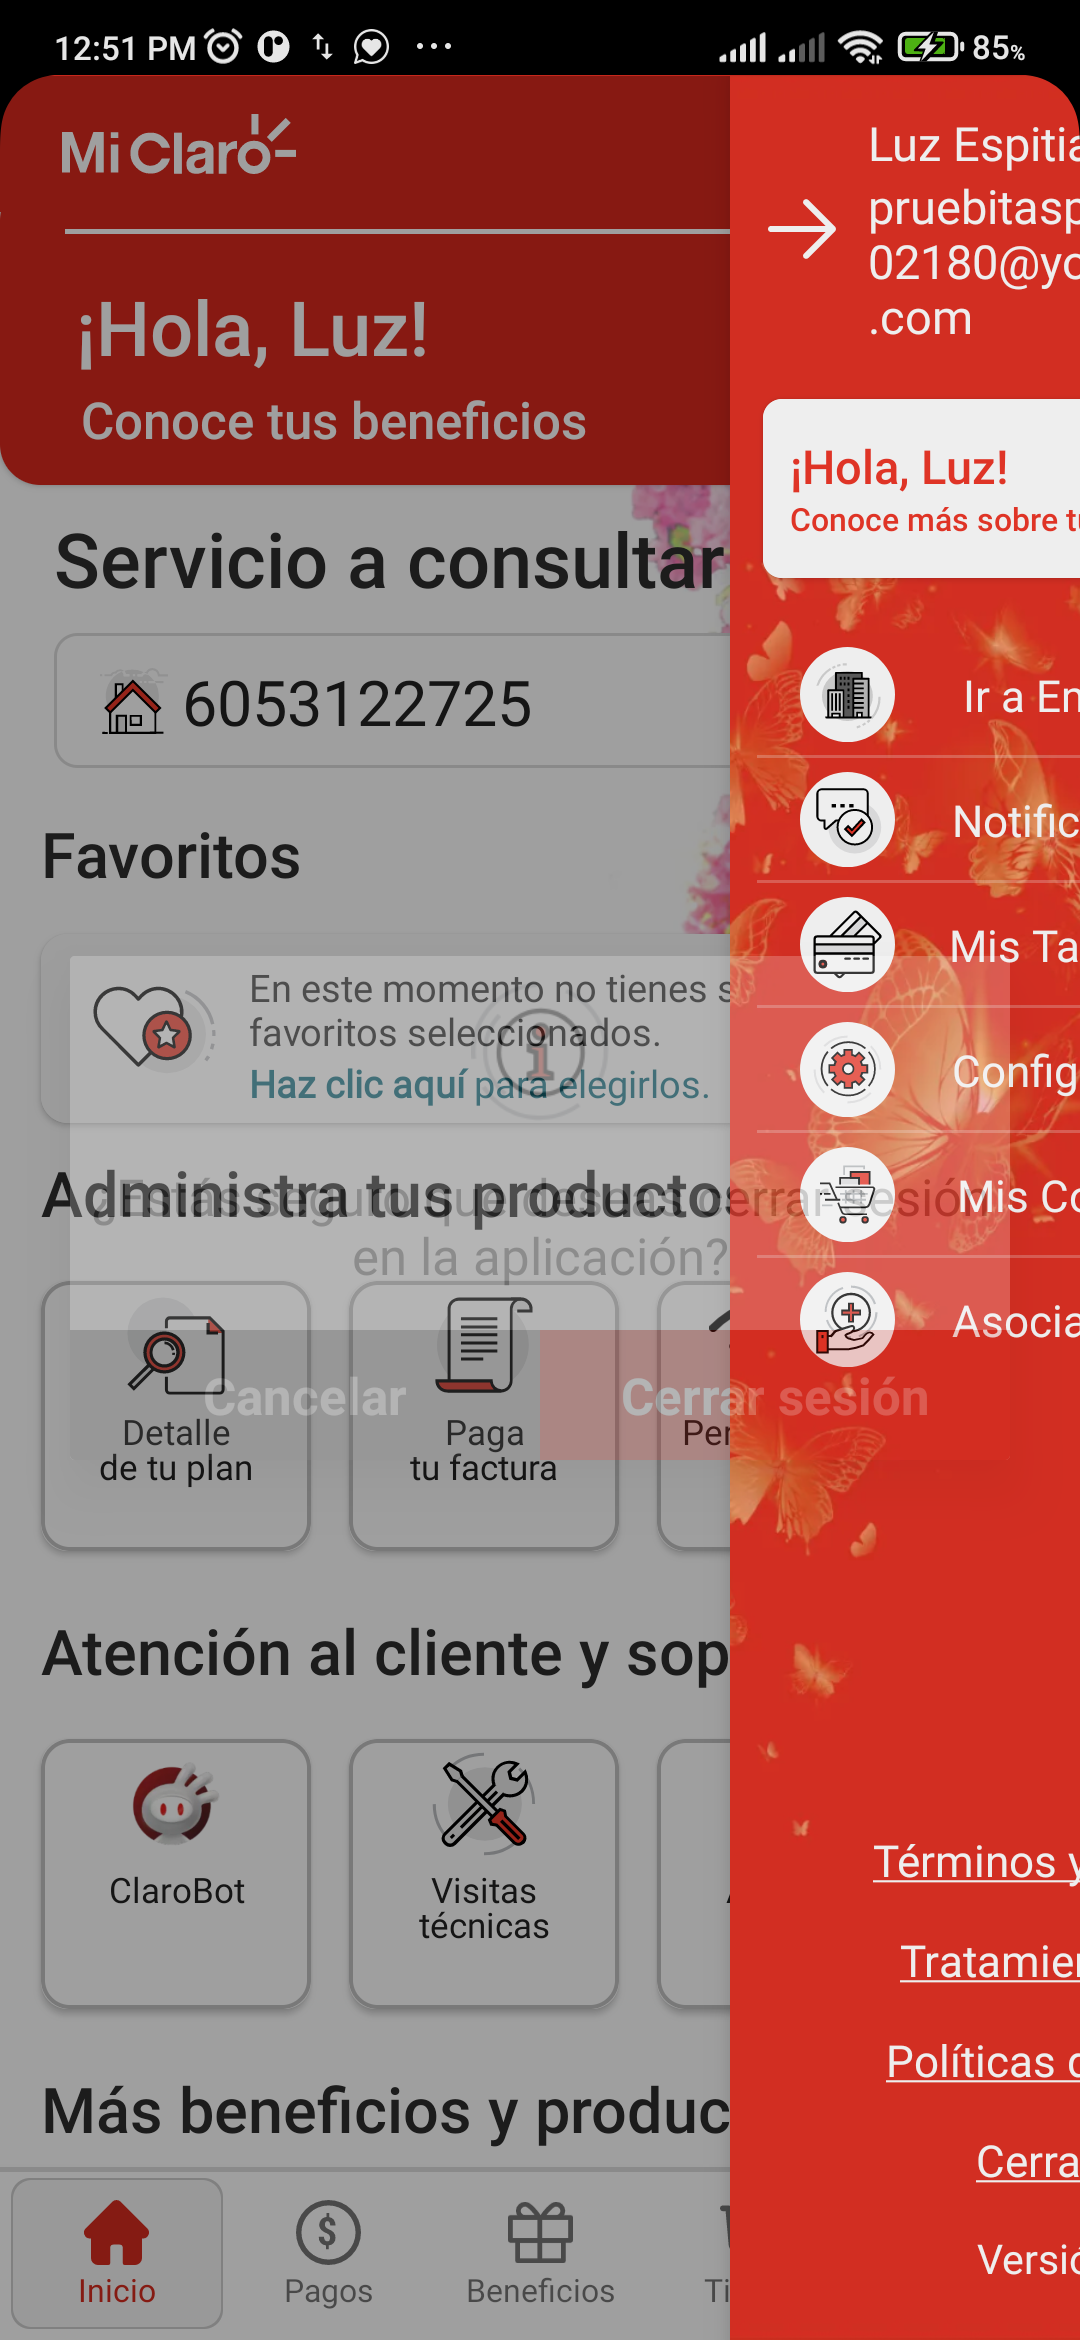 12:51 PM
85%
Mi Claro
¡Hola, Luz!
Conoce tus beneficios
Servicio a consultar
6053122725
Favoritos
En este momento no tienes s
favoritos seleccionados.
Haz clic aquí para elegirlos.
Administra tus productos
¿Estás seguro que deseas cerrar sesión
en la aplicación?
Cancelar
Cerrar sesión
Detalle
de tu plan
Paga
tu factura
Per
Atención al cliente y sop
ClaroBot
Visitas
técnicas
Más beneficios y produc
Inicio
Pagos
Beneficios
Ti
Luz Espitia
pruebitasp
02180@yo
.com
¡Hola, Luz!
Conoce más sobre tu
Ir a Em
Notific
Mis Ta
Config
Mis Co
Asocia
Términos y
Tratamien
Políticas d
Cerra
Versió